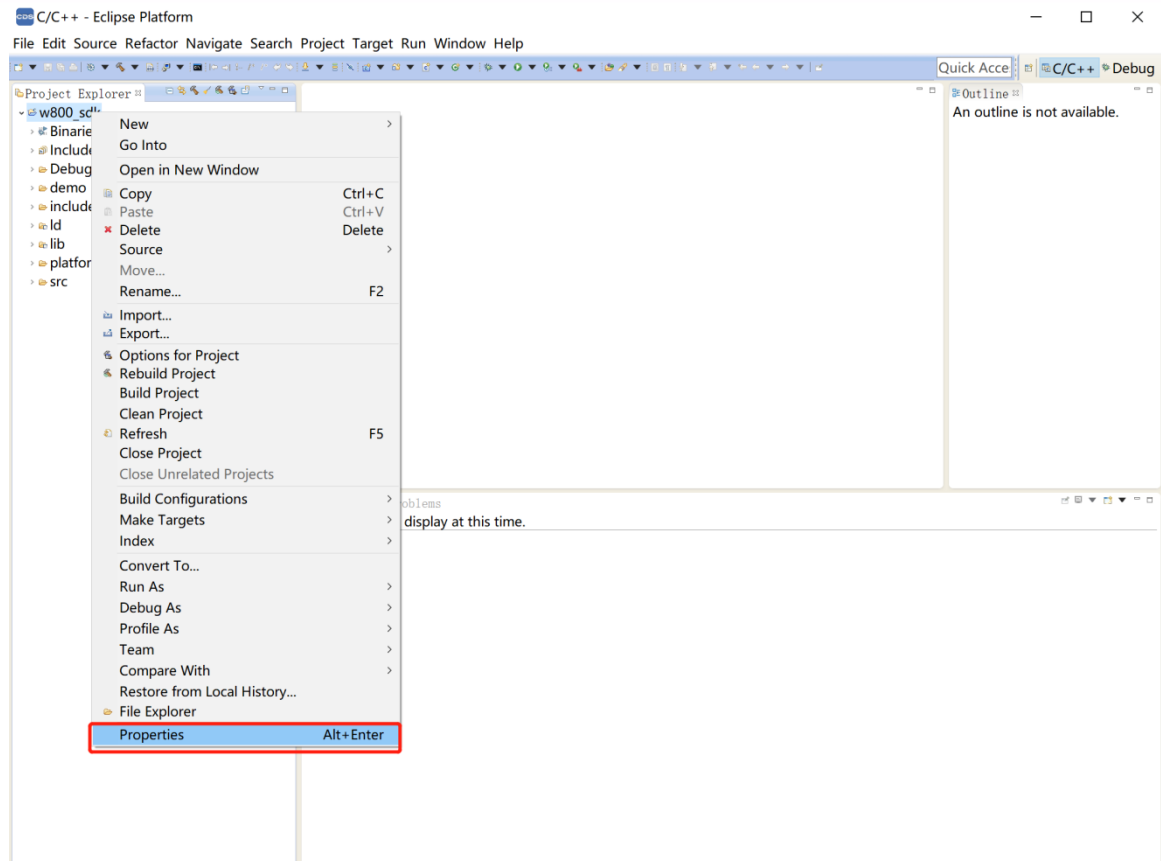 CDS C/C++ - Eclipse Platform
File Edit Source Refactor Navigate Search Project Target Run Window Help
Quick Acce C/C++ Debug
Project Explorer
w800_sdk
Binarie
Include
Debug
demo
include
ld
lib
platfor
src
New
Go Into
Open in New Window
Copy Ctrl+C
Paste Ctrl+V
Delete Delete
Source
Move...
Rename... F2
Import...
Export...
Options for Project
Rebuild Project
Build Project
Clean Project
Refresh F5
Close Project
Close Unrelated Projects
Build Configurations
Make Targets
Index
Convert To...
Run As
Debug As
Profile As
Team
Compare With
Restore from Local History...
File Explorer
Properties Alt+Enter
Outline
An outline is not available.
oblems
display at this time.